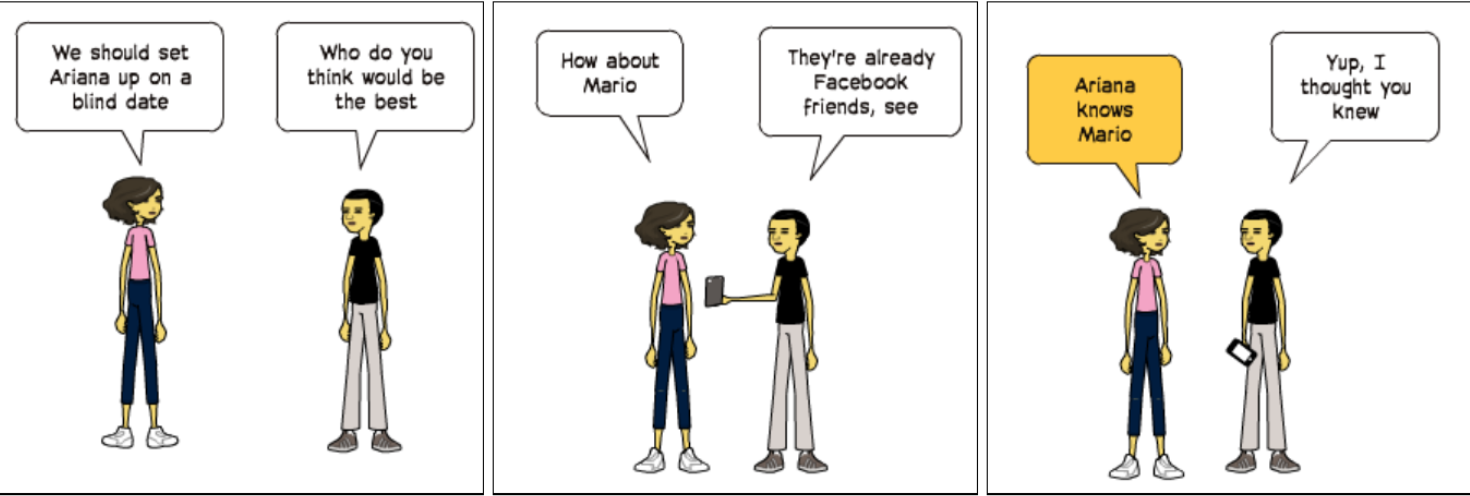 We should set
Ariana up on a
blind date
Who do you
think would be
the best
How about
Mario
They're already
Facebook
friends, see
Ariana
knows
Mario
Yup, I
thought you
knew